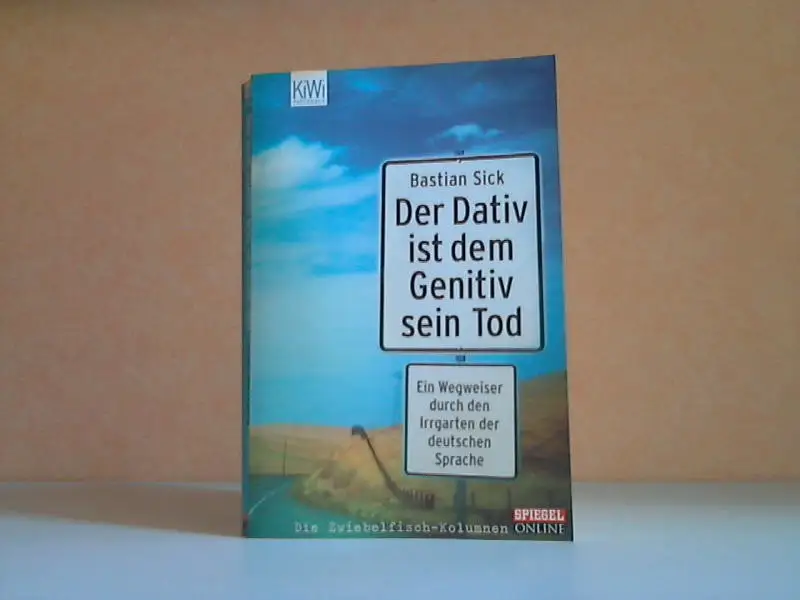 KiWi
PAPERBACK
Bastian Sick
Der Dativ
ist dem
Genitiv
sein Tod
Ein Wegweiser
durch den
Irrgarten der
deutschen
Sprache
Die Zwiebelfisch-Kolumnen
SPIEGEL
ONLINE